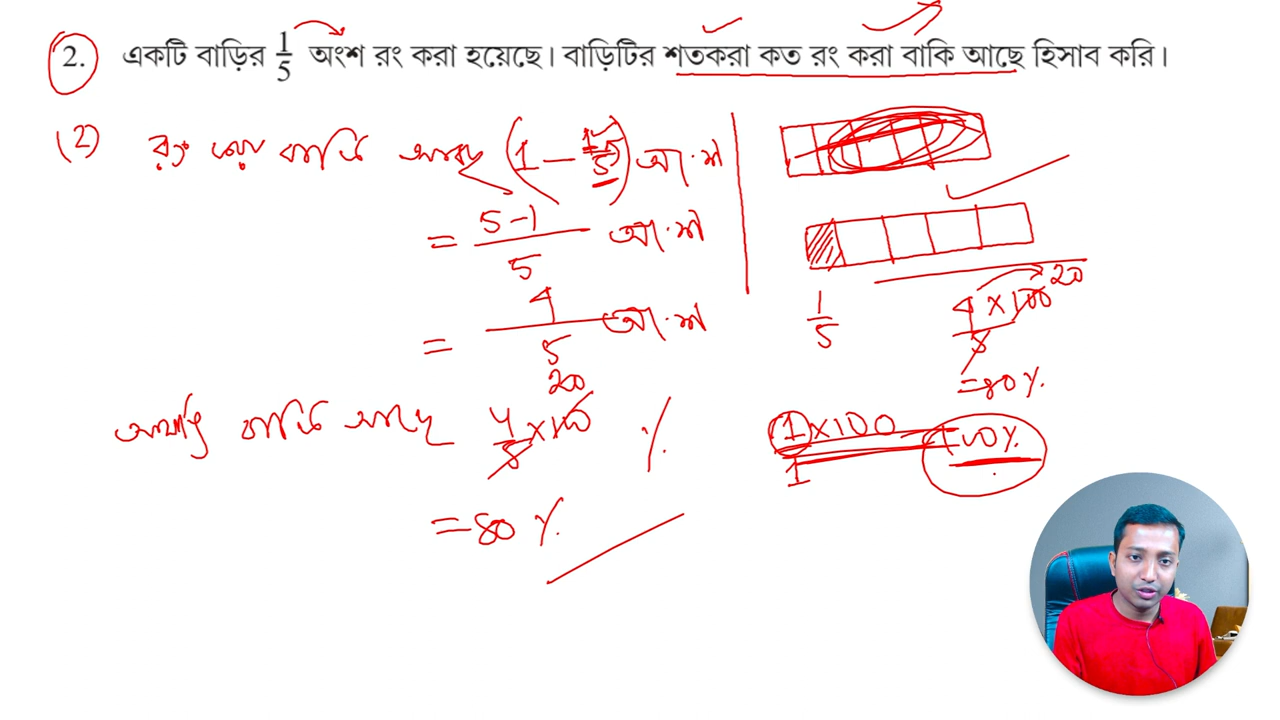 2. একটি বাড়ির 1/5 অংশ রং করা হয়েছে। বাড়িটির শতকরা কত রং করা বাকি আছে হিসাব করি।
(2) রং করা বাকি আছে (1 - 1/5) অংশ
= 5-1/5 অংশ
= 4/5 অংশ
অর্থাৎ বাকি আছে 4/5 × 100 20 %
= 80 %
1/5
4 × 100/5 20
= 80 %
1 × 100/1 100 %